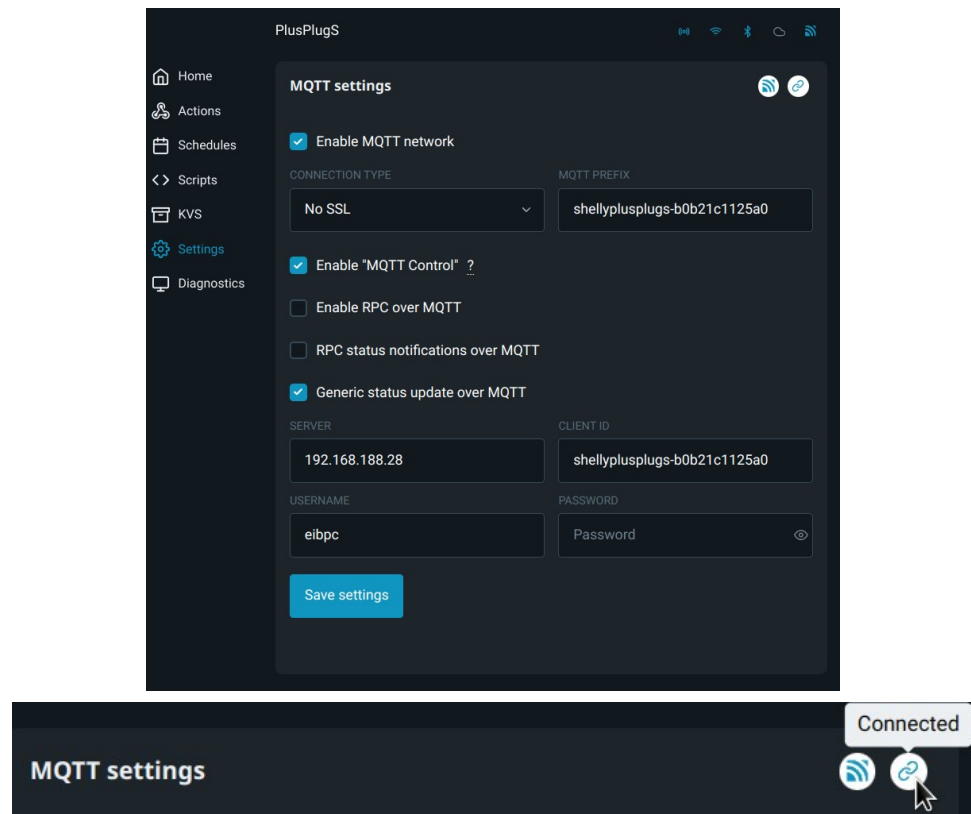 PlusPlugS
Home
Actions
Schedules
Scripts
KVS
Settings
Diagnostics
MQTT settings
Enable MQTT network
CONNECTION TYPE
MQTT PREFIX
No SSL
shellyplusplugs-b0b21c1125a0
Enable "MQTT Control" ?
Enable RPC over MQTT
RPC status notifications over MQTT
Generic status update over MQTT
SERVER
CLIENT ID
192.168.188.28
shellyplusplugs-b0b21c1125a0
USERNAME
PASSWORD
eibpc
Password
Save settings
Connected
MQTT settings